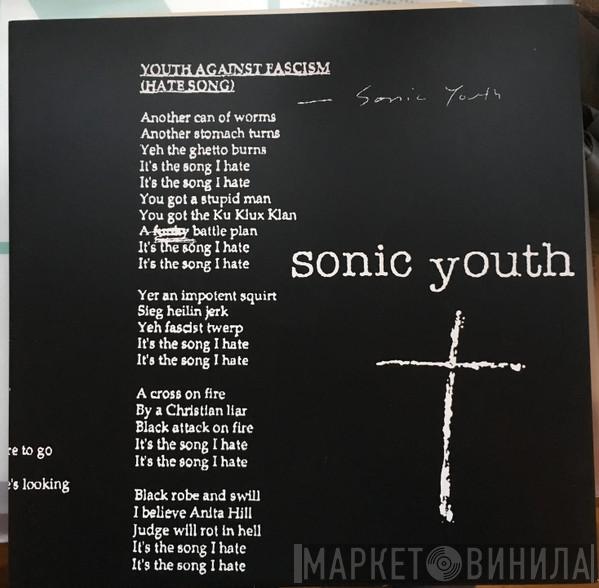 YOUTH AGAINST FASCISM
(HATE SONG)
— Sonic Youth
Another can of worms
Another stomach turns
Yeh the ghetto burns
It's the song I hate
It's the song I hate
You got a stupid man
You got the Ku Klux Klan
A funky battle plan
It's the song I hate
It's the song I hate
sonic youth
Yer an impotent squirt
Sieg heilin jerk
Yeh fascist twerp
It's the song I hate
It's the song I hate
A cross on fire
By a Christian liar
Black attack on fire
It's the song I hate
It's the song I hate
to go
looking
Black robe and swill
I believe Anita Hill
Judge will rot in hell
It's the song I hate
It's the song I hate
МАРКЕТ ВИНИЛА